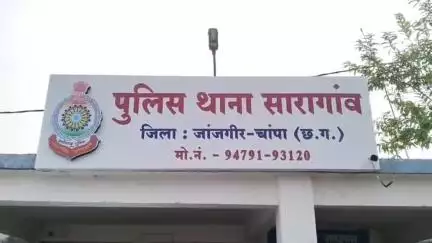 पुलिस थाना सारागांव
जिला : जांजगीर-चांपा (छ.ग.)
मो.नं. - 94791-93120